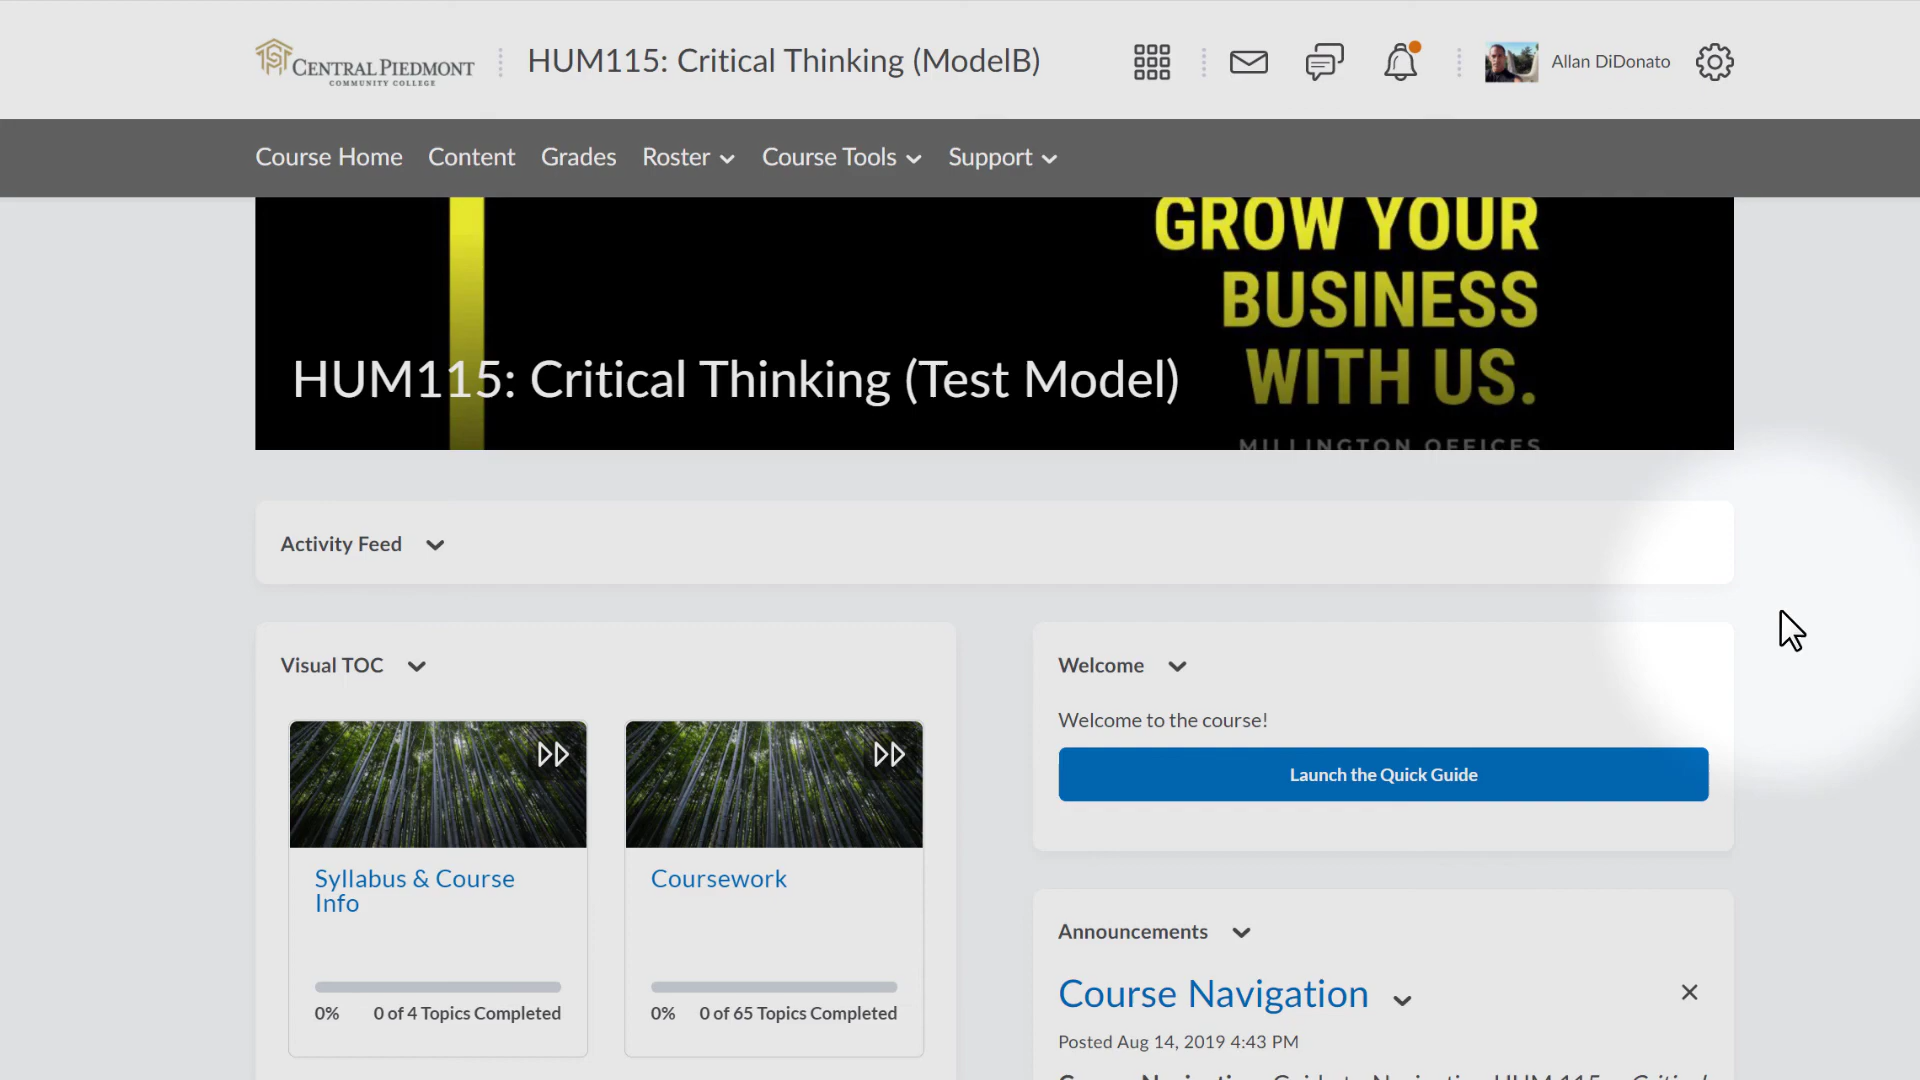 CENTRAL PIEDMONT
COMMUNITY COLLEGE
HUM115: Critical Thinking (ModelB)
Allan DiDonato
Course Home Content Grades Roster Course Tools Support
GROW YOUR
BUSINESS
WITH US.
MILLINGTON OFFICES
HUM115: Critical Thinking (Test Model)
Activity Feed
Visual TOC
Syllabus & Course
Info
0% 0 of 4 Topics Completed
Coursework
0% 0 of 65 Topics Completed
Welcome
Welcome to the course!
Launch the Quick Guide
Announcements
Course Navigation
Posted Aug 14, 2019 4:43 PM